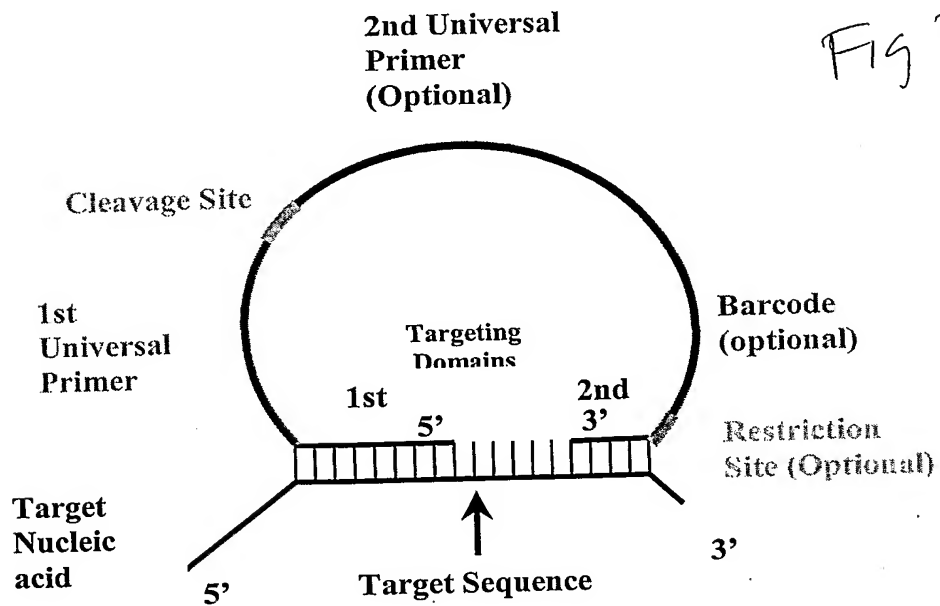 2nd Universal
Primer
(Optional)
Fig
Cleavage Site
1st
Universal
Primer
Targeting
Domains
Barcode
(optional)
1st
2nd
5’
3’
Restriction
Site (Optional)
Target
Nucleic
acid
5’
Target Sequence
3’